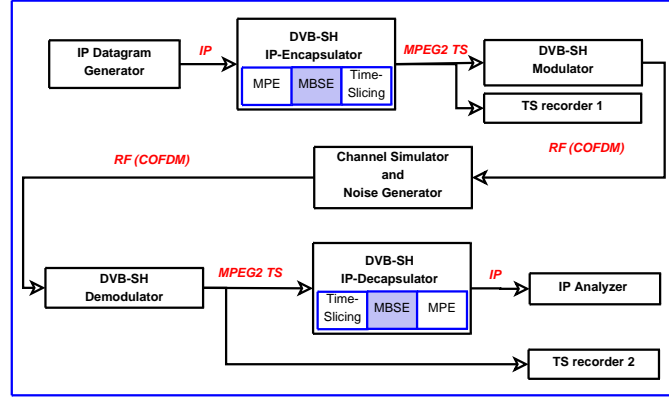 IP Datagram
Generator
IP
DVB-SH
IP-Encapsulator
MPE
MBSE
Time-
Slicing
MPEG2 TS
DVB-SH
Modulator
TS recorder 1
RF (COFDM)
Channel Simulator
and
Noise Generator
RF (COFDM)
DVB-SH
Demodulator
MPEG2 TS
DVB-SH
IP-Decapsulator
Time-
Slicing
MBSE
MPE
IP
IP Analyzer
TS recorder 2